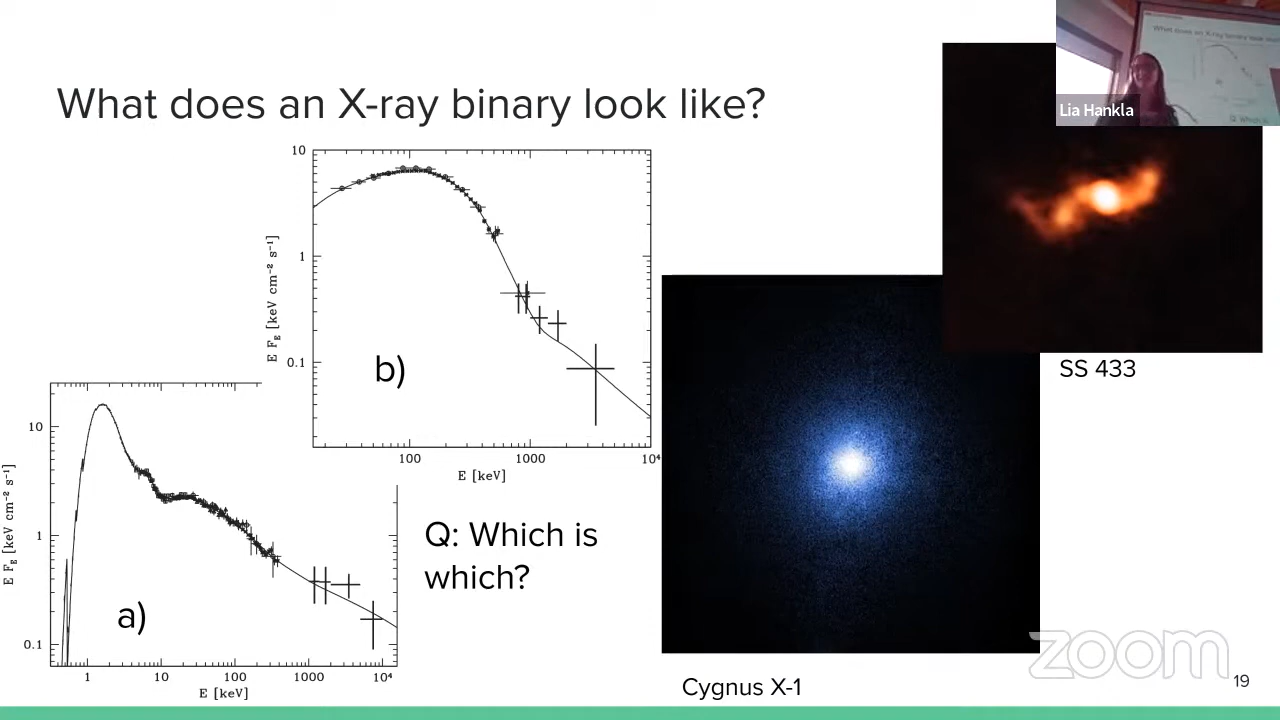 What does an X-ray binary look like?
Lia Hankla
10
1
0.1
E F_E [keV cm⁻² s⁻¹]
b)
100
1000
10⁴
E [keV]
10
1
0.1
E F_E [keV cm⁻² s⁻¹]
a)
1
10
100
1000
10⁴
E [keV]
Q: Which is
which?
SS 433
Cygnus X-1
zoom
19